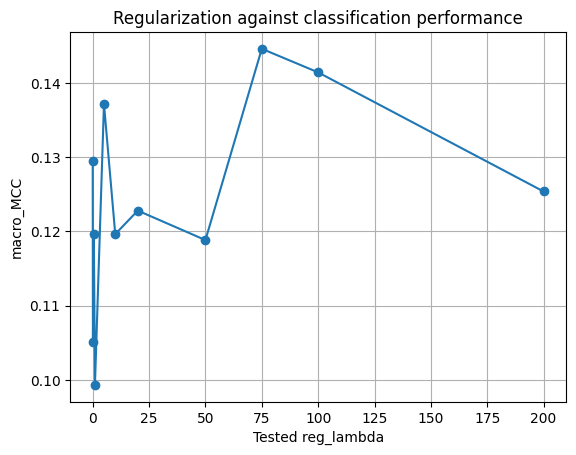 Regularization against classification performance
macro_MCC
0.14
0.13
0.12
0.11
0.10
0 25 50 75 100 125 150 175 200
Tested reg_lambda